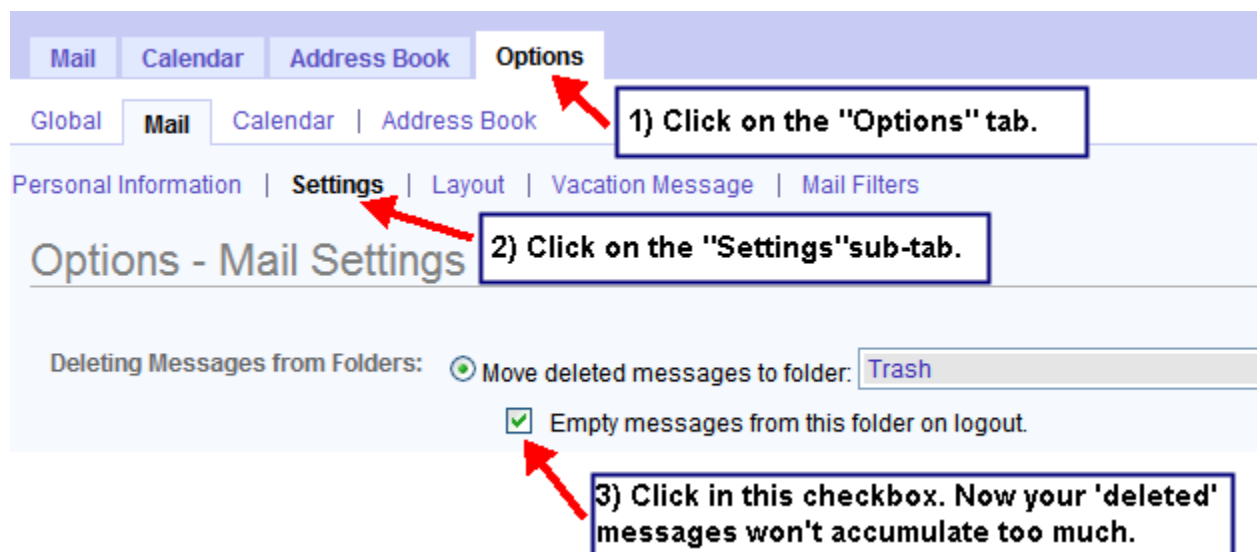 Mail Calendar Address Book Options
Global Mail Calendar | Address Book
1) Click on the "Options" tab.
Personal Information | Settings | Layout | Vacation Message | Mail Filters
2) Click on the "Settings"sub-tab.
Options - Mail Settings
Deleting Messages from Folders: Move deleted messages to folder: Trash
Empty messages from this folder on logout.
3) Click in this checkbox. Now your 'deleted'
messages won't accumulate too much.